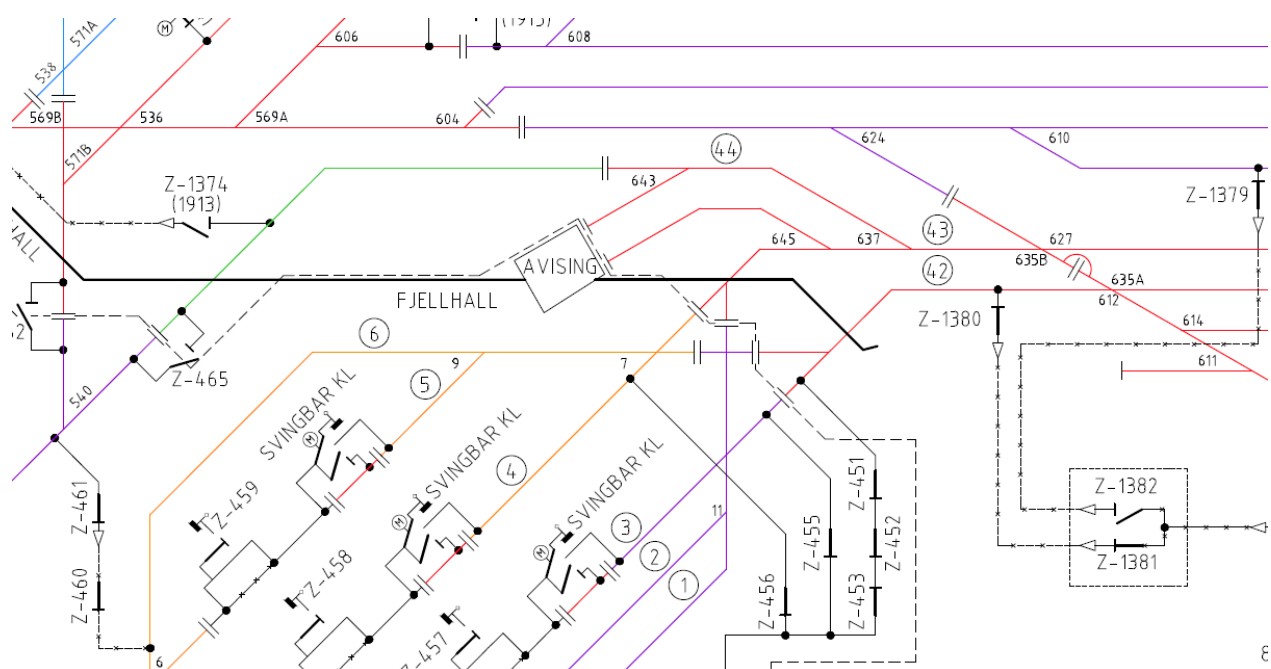 571A
M
(1913)
606
608
538
569B
536
569A
604
624
610
571B
44
Z-1374
(1913)
643
Z-1379
HALL
AVISING
645
637
43
627
635B
42
635A
FJELLHALL
612
Z-1380
614
2
6
9
7
611
Z-465
5
540
SVINGBAR KL
M
4
SVINGBAR KL
M
3
SVINGBAR KL
M
Z-461
Z-459
Z-451
Z-1382
11
2
Z-455
Z-452
1
Z-1381
Z-460
Z-458
Z-456
Z-453
Z-457
6
8